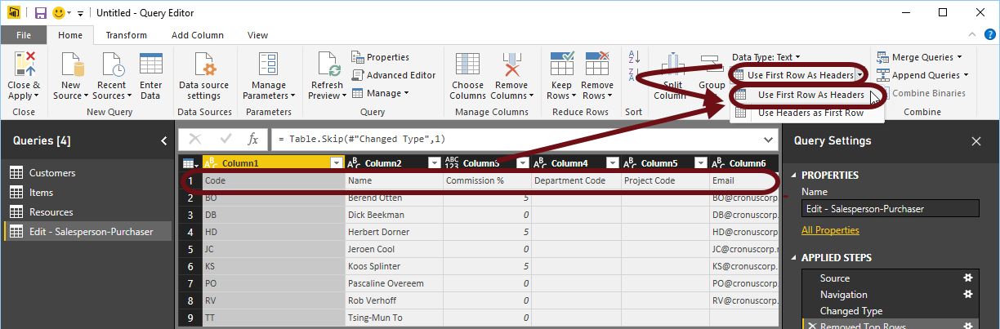 Untitled - Query Editor
File Home Transform Add Column View
Close & Apply New Source Recent Sources Enter Data Data source settings Manage Parameters Refresh Preview Properties Advanced Editor Manage Choose Columns Remove Columns Keep Rows Remove Rows A Z Z A Split Column Group Data Type: Text Use First Row As Headers Use First Row As Headers Use Headers as First Row Merge Queries Append Queries Combine Binaries
Close New Query Data Sources Parameters Query Manage Columns Reduce Rows Sort Combine
Queries [4]
Customers
Items
Resources
Edit - Salesperson-Purchaser
fx = Table.Skip(#"Changed Type",1)
ABC Column1 ABC Column2 ABC 123 Column3 ABC Column4 ABC Column5 ABC Column6
1 Code Name Commission % Department Code Project Code Email
2 BO Berend Otten 5 BO@cronuscorp.
3 DB Dick Beekman 0 DB@cronuscorp.
4 HD Herbert Dorner 5 HD@cronuscorp.
5 JC Jeroen Cool 0 JC@cronuscorp.
6 KS Koos Splinter 5 KS@cronuscorp.
7 PO Pascaline Overeem 0 PO@cronuscorp.
8 RV Rob Verhoff 0 RV@cronuscorp.
9 TT Tsing-Mun To 0
Query Settings
PROPERTIES
Name
Edit - Salesperson-Purchaser
All Properties
APPLIED STEPS
Source
Navigation
Changed Type
Removed Top Rows